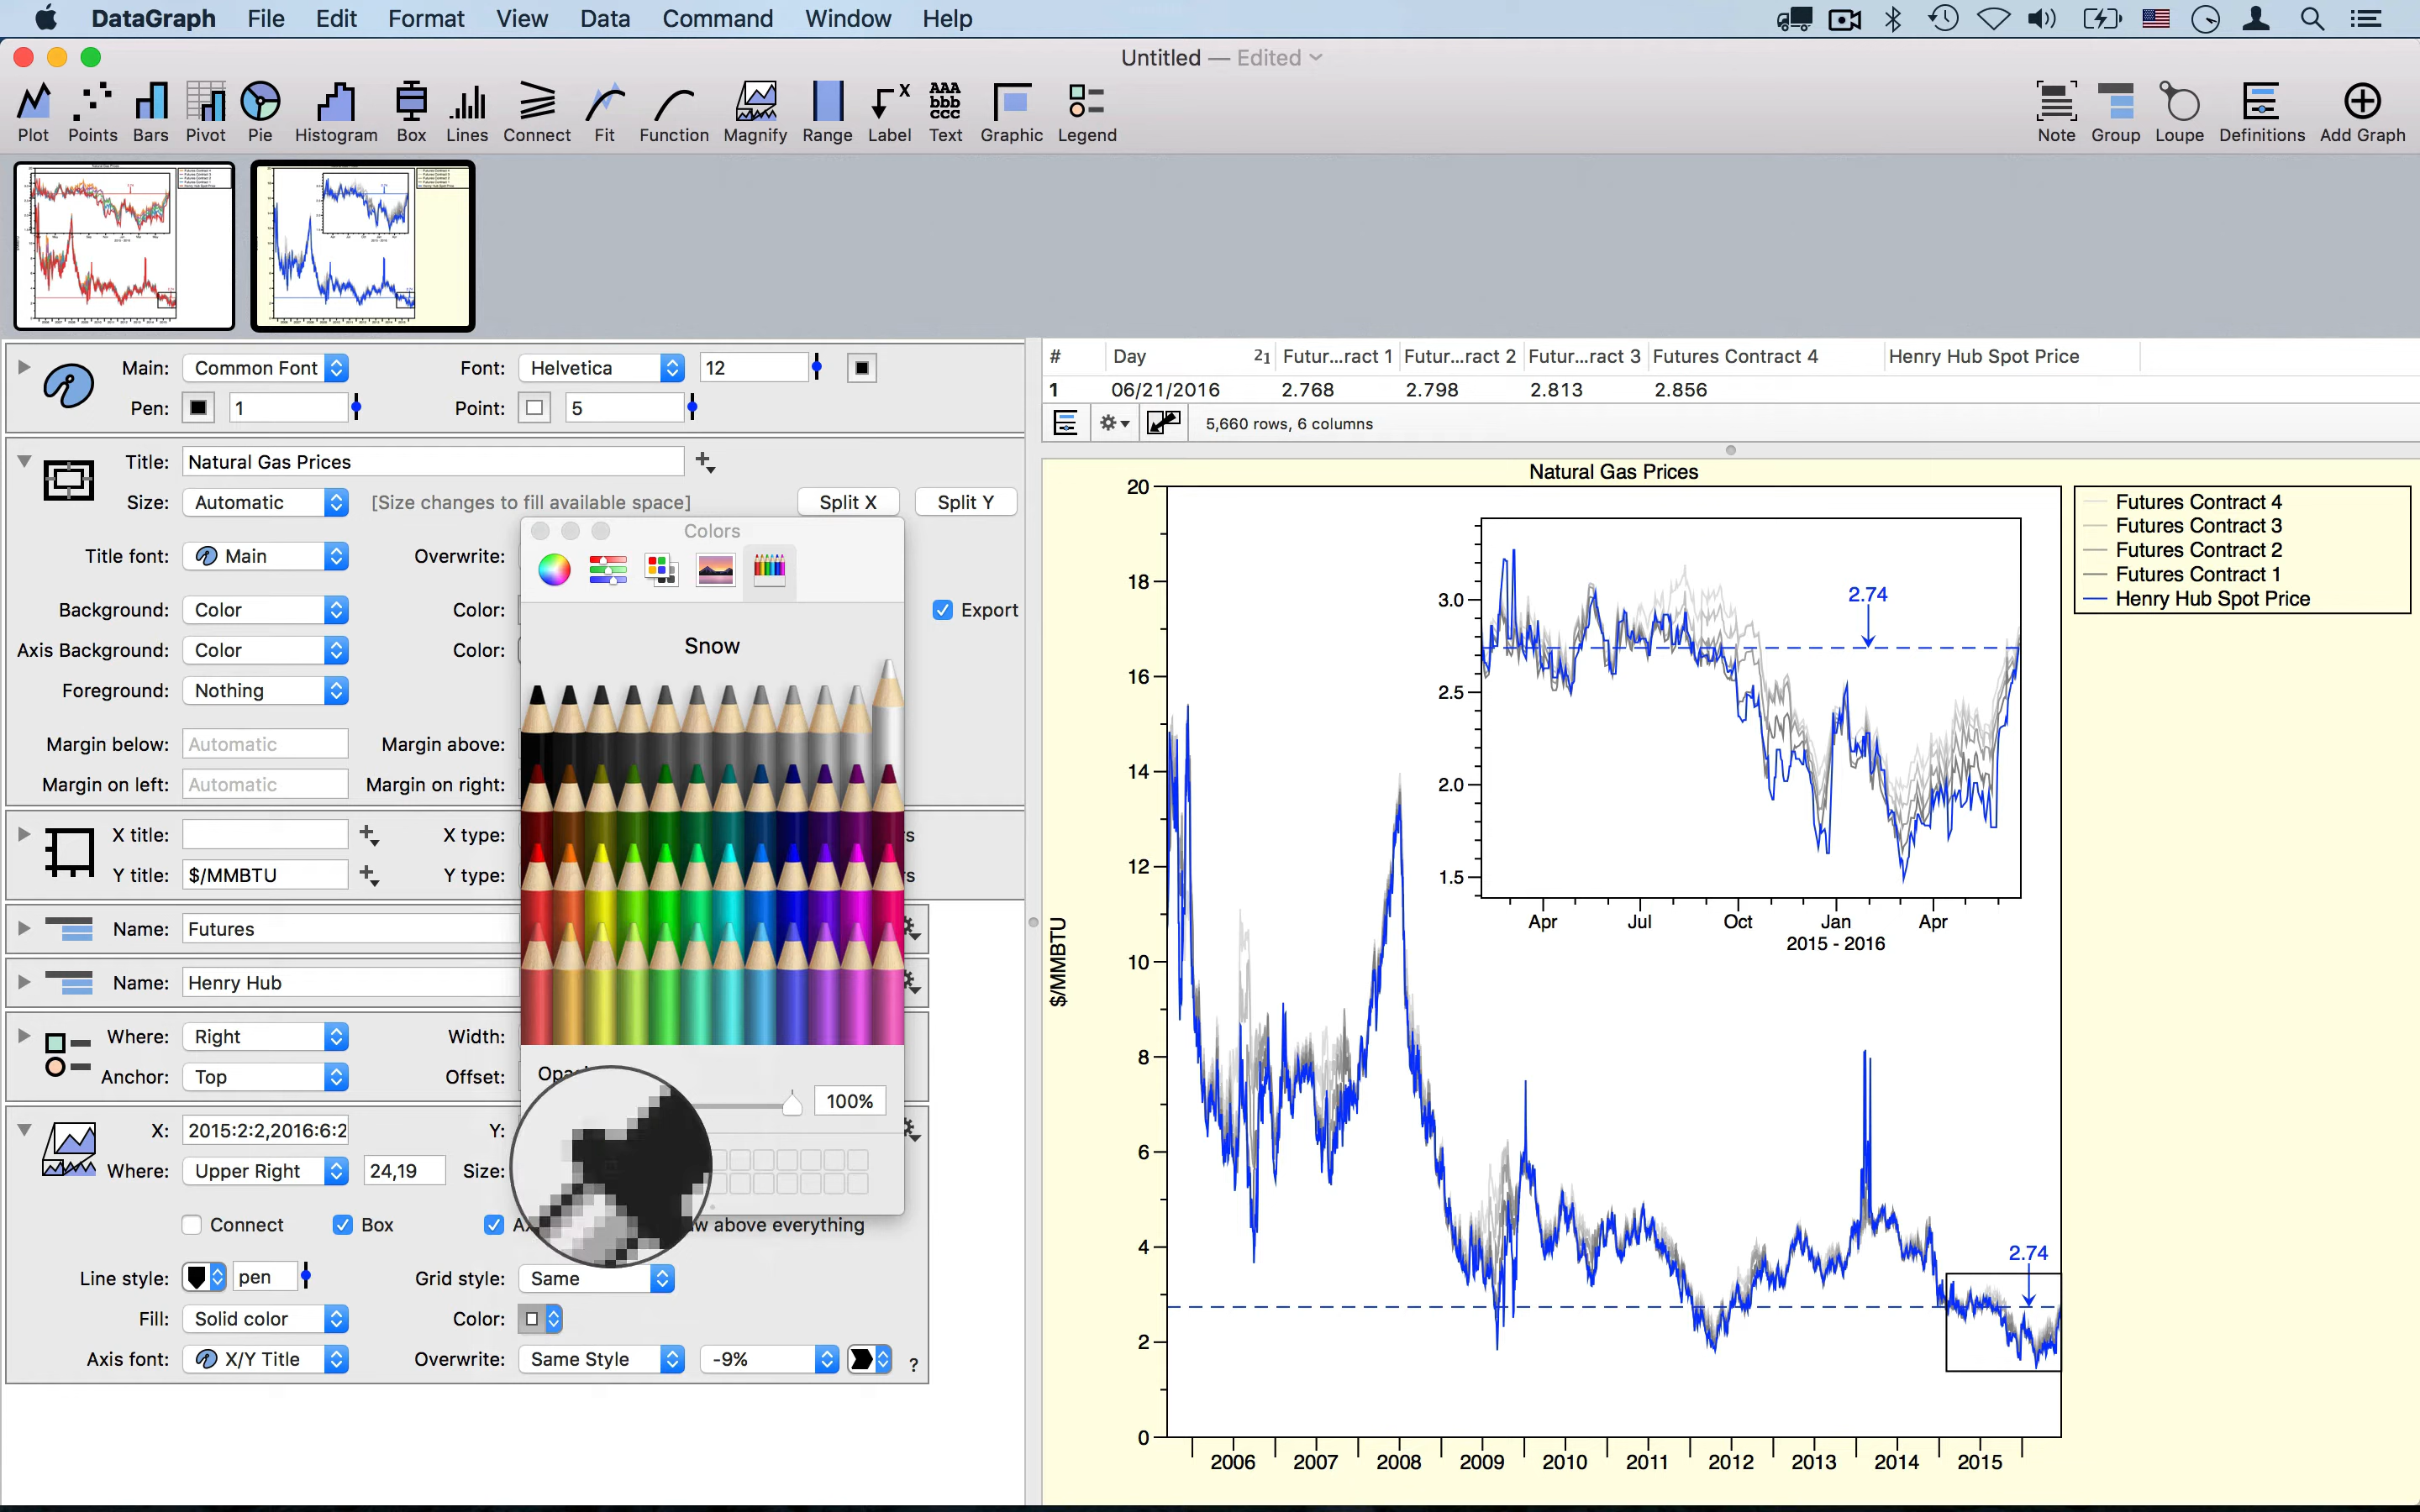 DataGraph File Edit Format View Data Command Window Help
Untitled — Edited
Plot Points Bars Pivot Pie Histogram Box Lines Connect Fit Function Magnify Range Label Text Graphic Legend Note Group Loupe Definitions Add Graph
Main: Common Font Font: Helvetica 12
Pen: 1 Point: 5
Title: Natural Gas Prices
Size: Automatic [Size changes to fill available space] Split X Split Y
Title font: Main Overwrite:
Background: Color Color: Export
Axis Background: Color Color:
Foreground: Nothing
Margin below: Automatic Margin above:
Margin on left: Automatic Margin on right:
X title: X type: rs
Y title: $/MMBTU Y type: rs
Name: Futures
Name: Henry Hub
Where: Right Width:
Anchor: Top Offset:
X: 2015:2:2,2016:6:2 Y:
Where: Upper Right 24,19 Size:
Connect Box Ax w above everything
Line style: pen Grid style: Same
Fill: Solid color Color:
Axis font: X/Y Title Overwrite: Same Style -9% ?
Colors
Snow
Opa
100%
# Day Futur...ract 1 Futur...ract 2 Futur...ract 3 Futures Contract 4 Henry Hub Spot Price
1 06/21/2016 2.768 2.798 2.813 2.856
5,660 rows, 6 columns
Natural Gas Prices
20
18
16
14
12
10
8
6
4
2
0
$/MMBTU
2006 2007 2008 2009 2010 2011 2012 2013 2014 2015
2.74
3.0
2.5
2.0
1.5
2.74
Apr Jul Oct Jan Apr
2015 - 2016
Futures Contract 4
Futures Contract 3
Futures Contract 2
Futures Contract 1
Henry Hub Spot Price